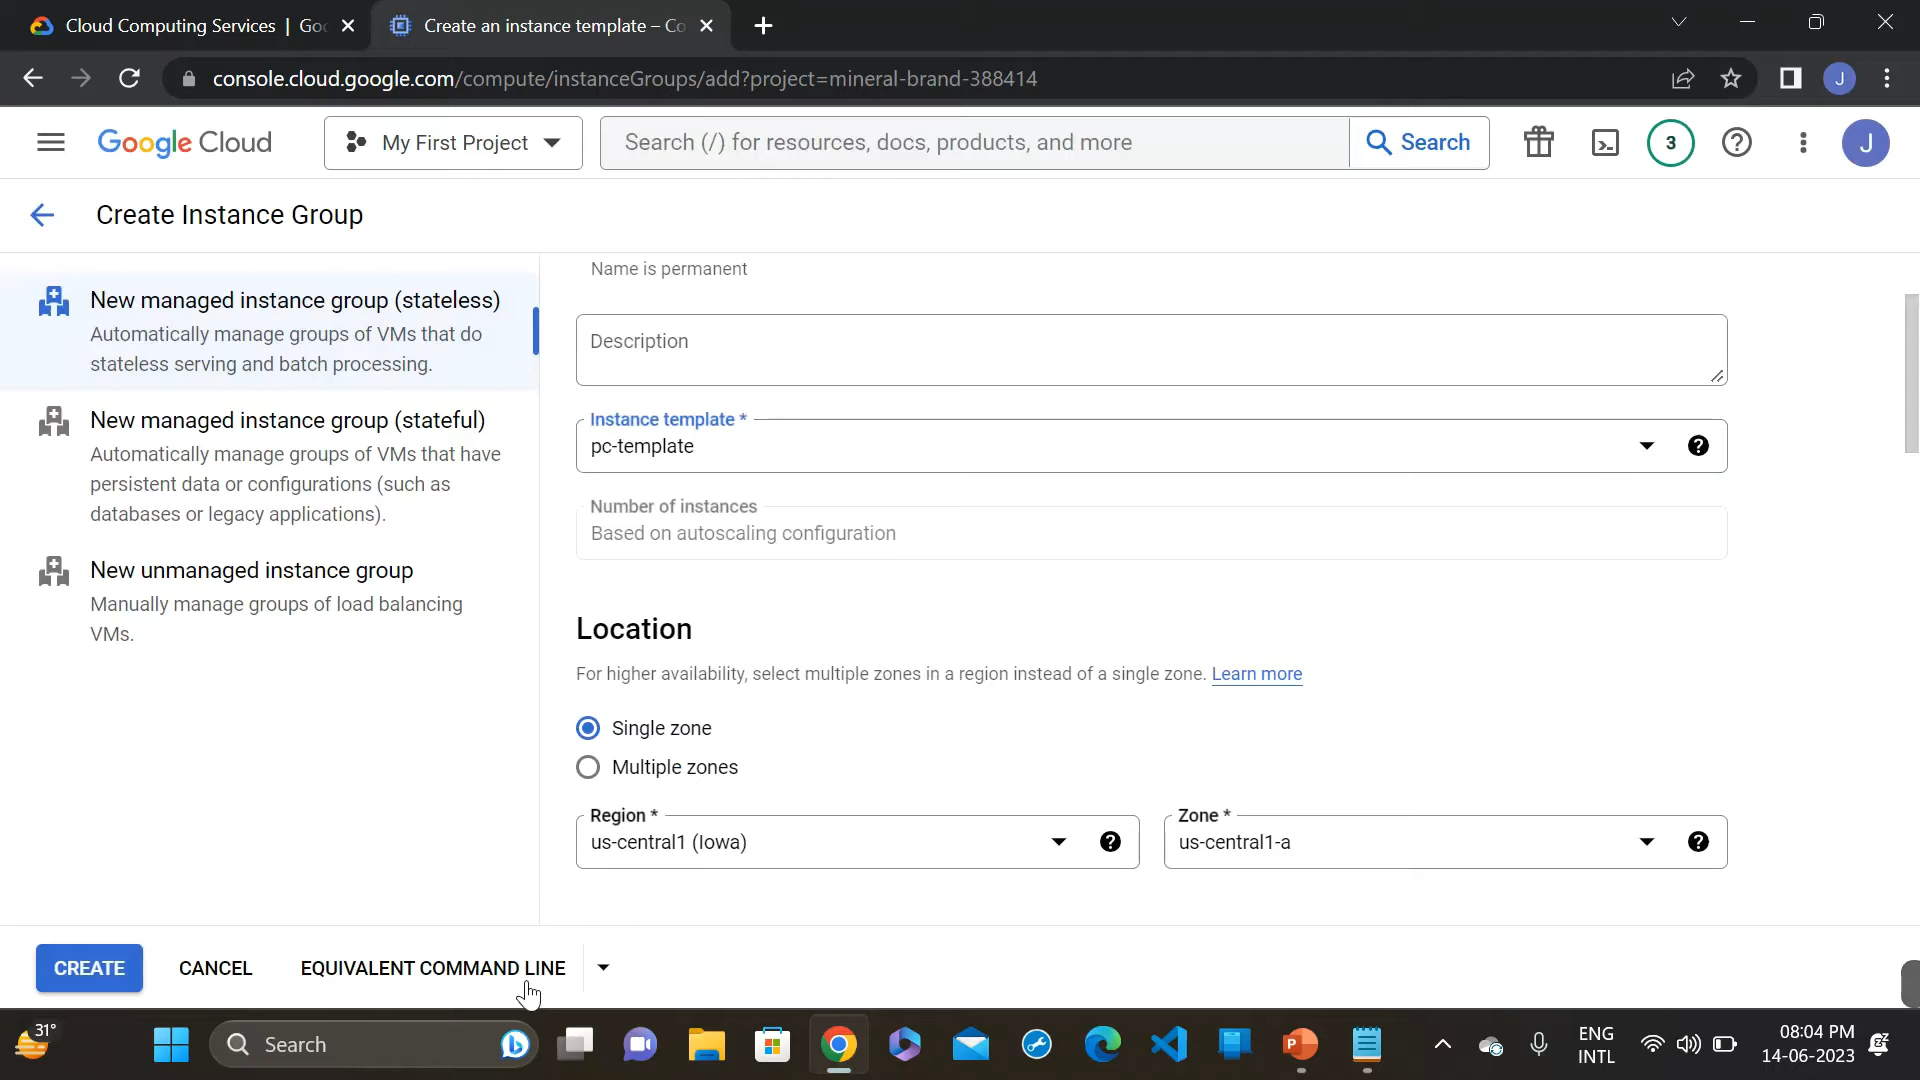 Cloud Computing Services | Goo
Create an instance template – Co
console.cloud.google.com/compute/instanceGroups/add?project=mineral-brand-388414
J
Google Cloud
My First Project
Search (/) for resources, docs, products, and more
Search
3
J
Create Instance Group
New managed instance group (stateless)
Automatically manage groups of VMs that do
stateless serving and batch processing.
New managed instance group (stateful)
Automatically manage groups of VMs that have
persistent data or configurations (such as
databases or legacy applications).
New unmanaged instance group
Manually manage groups of load balancing
VMs.
Name is permanent
Description
Instance template *
pc-template
Number of instances
Based on autoscaling configuration
Location
For higher availability, select multiple zones in a region instead of a single zone. Learn more
Single zone
Multiple zones
Region *
us-central1 (Iowa)
Zone *
us-central1-a
CREATE
CANCEL
EQUIVALENT COMMAND LINE
31°
Search
ENG
INTL
08:04 PM
14-06-2023